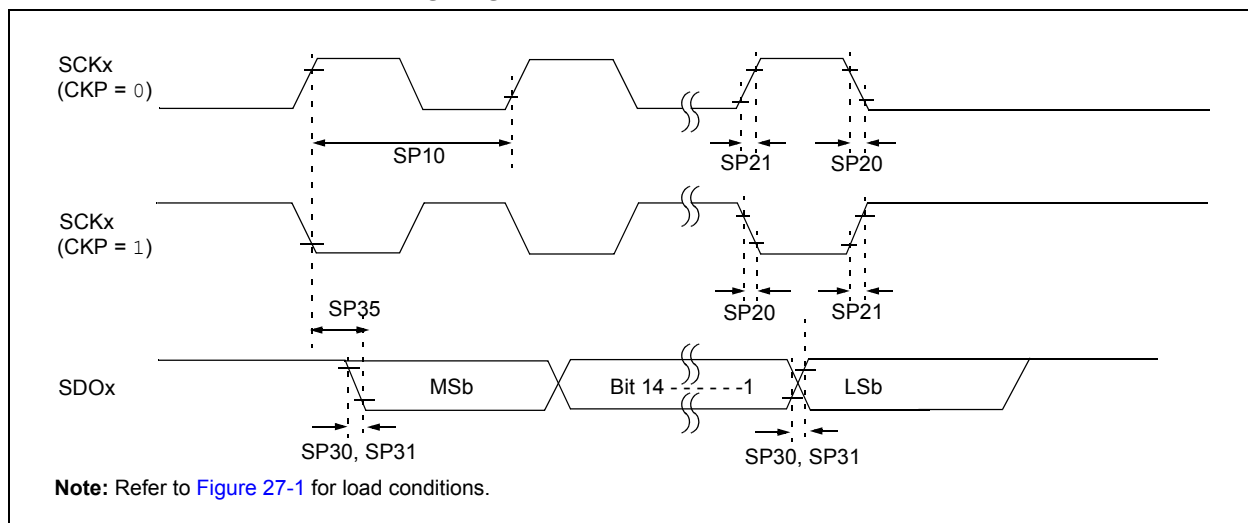 SCKx
(CKP = 0)
SP10
SP21
SP20
SCKx
(CKP = 1)
SP35
SP20
SP21
SDOx
MSb
Bit 14 - - - - - -1
LSb
SP30, SP31
SP30, SP31
Note: Refer to Figure 27-1 for load conditions.